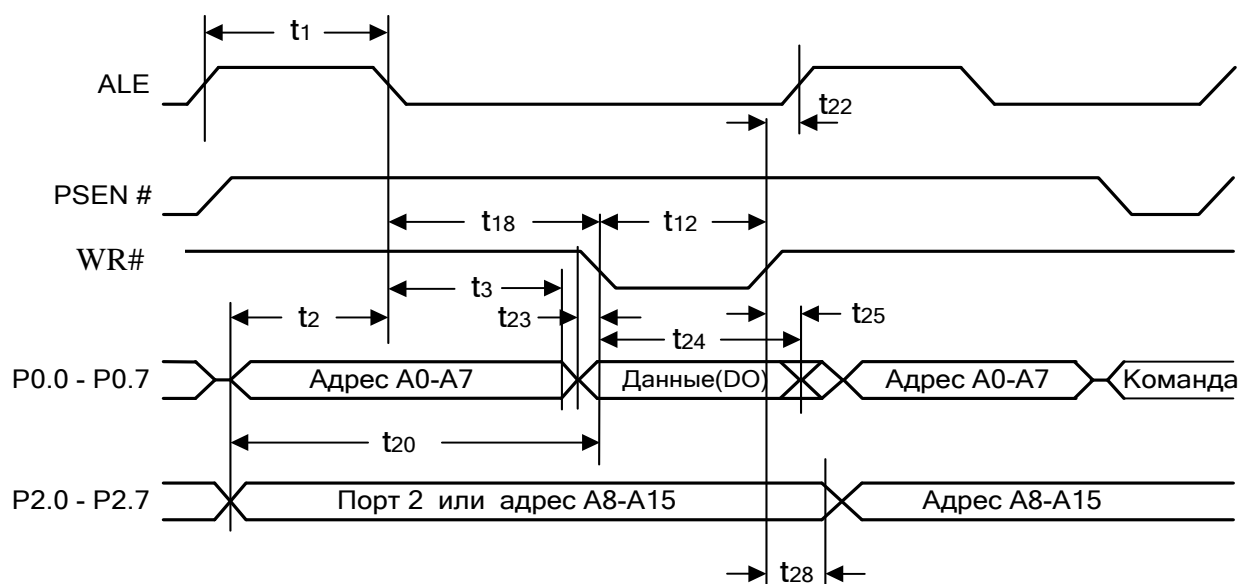 t1
ALE
t22
PSEN #
t18
t12
WR#
t3
t2
t23
t25
t24
P0.0 - P0.7
Адрес A0-A7
Данные(DO)
Адрес A0-A7
Команда
t20
P2.0 - P2.7
Порт 2 или адрес A8-A15
Адрес A8-A15
t28